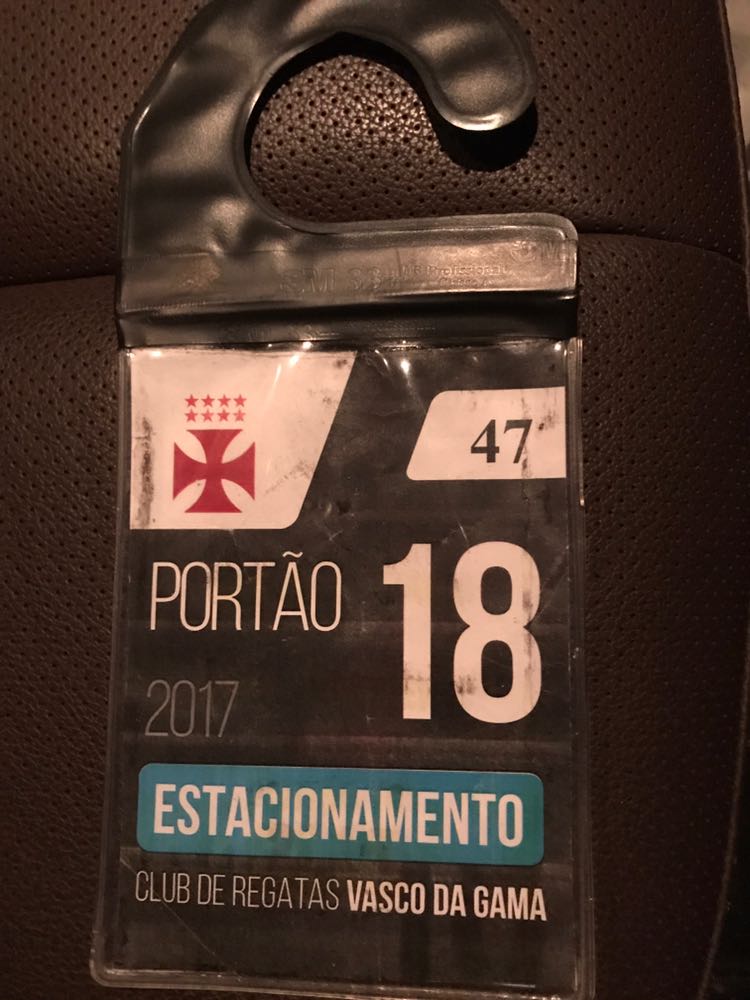 47
PORTÃO 18
2017
ESTACIONAMENTO
CLUB DE REGATAS VASCO DA GAMA